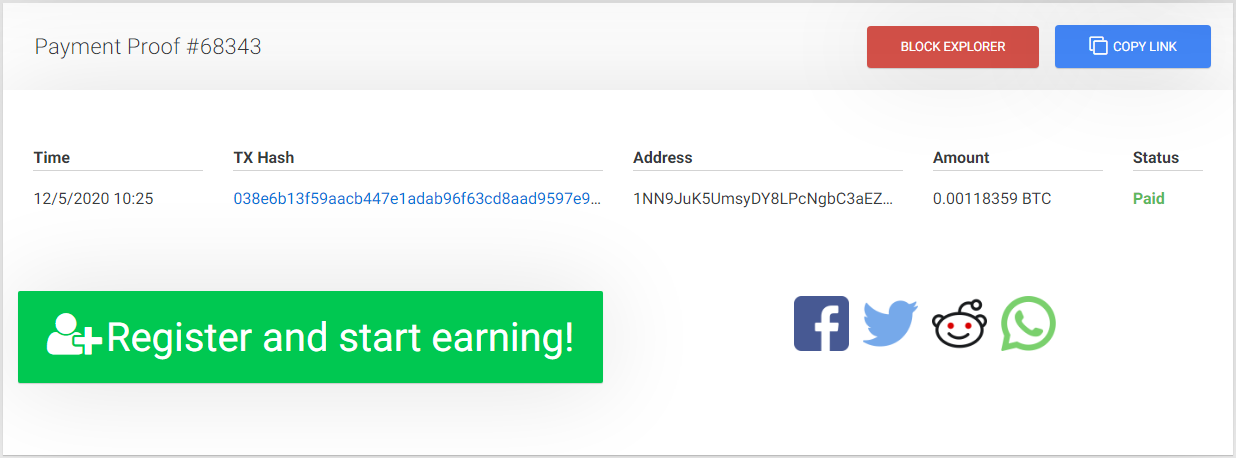 Payment Proof #68343
BLOCK EXPLORER
COPY LINK
Time TX Hash Address Amount Status
12/5/2020 10:25 038e6b13f59aacb447e1adab96f63cd8aad9597e9... 1NN9JuK5UmsyDY8LPcNgbC3aEZ... 0.00118359 BTC Paid
Register and start earning!